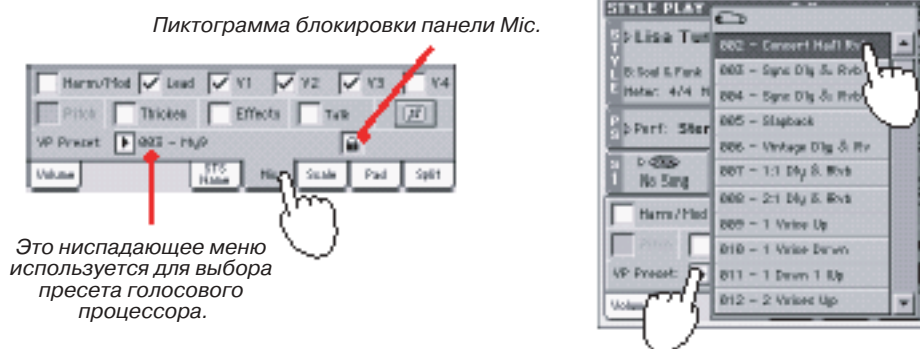 Пиктограмма блокировки панели Mic.
Harm/Mod Lead V1 V2 V3 V4
Pitch Thicken Effects Talk
VP Preset
Volume STS Name Mic Scale Pad Split
Это ниспадающее меню
используется для выбора
пресета голосового
процессора.
STYLE PLAY
Lisa Tun
Meter: 4/4
Perf: Ster
No Song
Harm/Mod
VP Preset:
002 - Concert Hall
003 - Sync Dly & Rvb
004 - Sync Dly & Rvb
005 - Slapback
006 - Vintage Dly & Rv
007 - 1:1 Dly & Rvb
008 - 2:1 Dly & Rvb
009 - 1 Voice Up
010 - 1 Voice Down
011 - 1 Down 1 Up
012 - 2 Voices Up